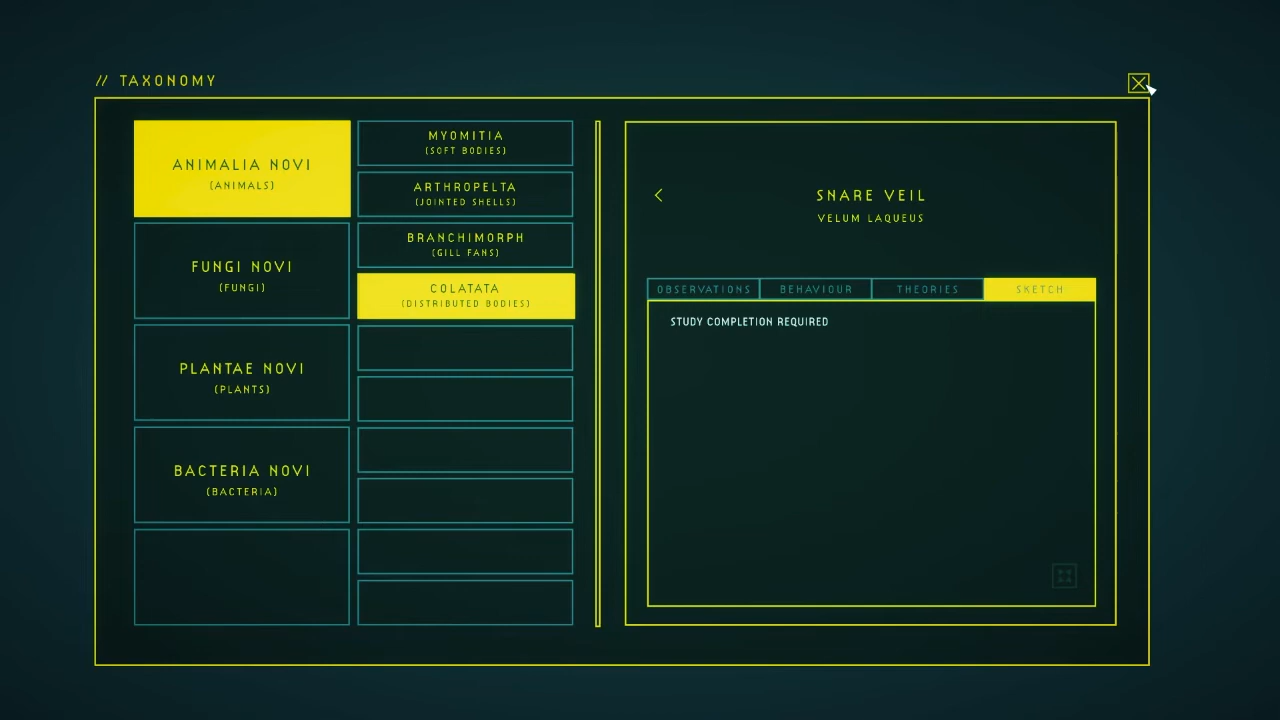 // TAXONOMY
ANIMALIA NOVI
(ANIMALS)
FUNGI NOVI
(FUNGI)
PLANTAE NOVI
(PLANTS)
BACTERIA NOVI
(BACTERIA)
MYOMITIA
(SOFT BODIES)
ARTHROPELTA
(JOINTED SHELLS)
BRANCHIMORPH
(GILL FANS)
COLATATA
(DISTRIBUTED BODIES)
SNARE VEIL
VELUM LAQUEUS
OBSERVATIONS BEHAVIOUR THEORIES SKETCH
STUDY COMPLETION REQUIRED